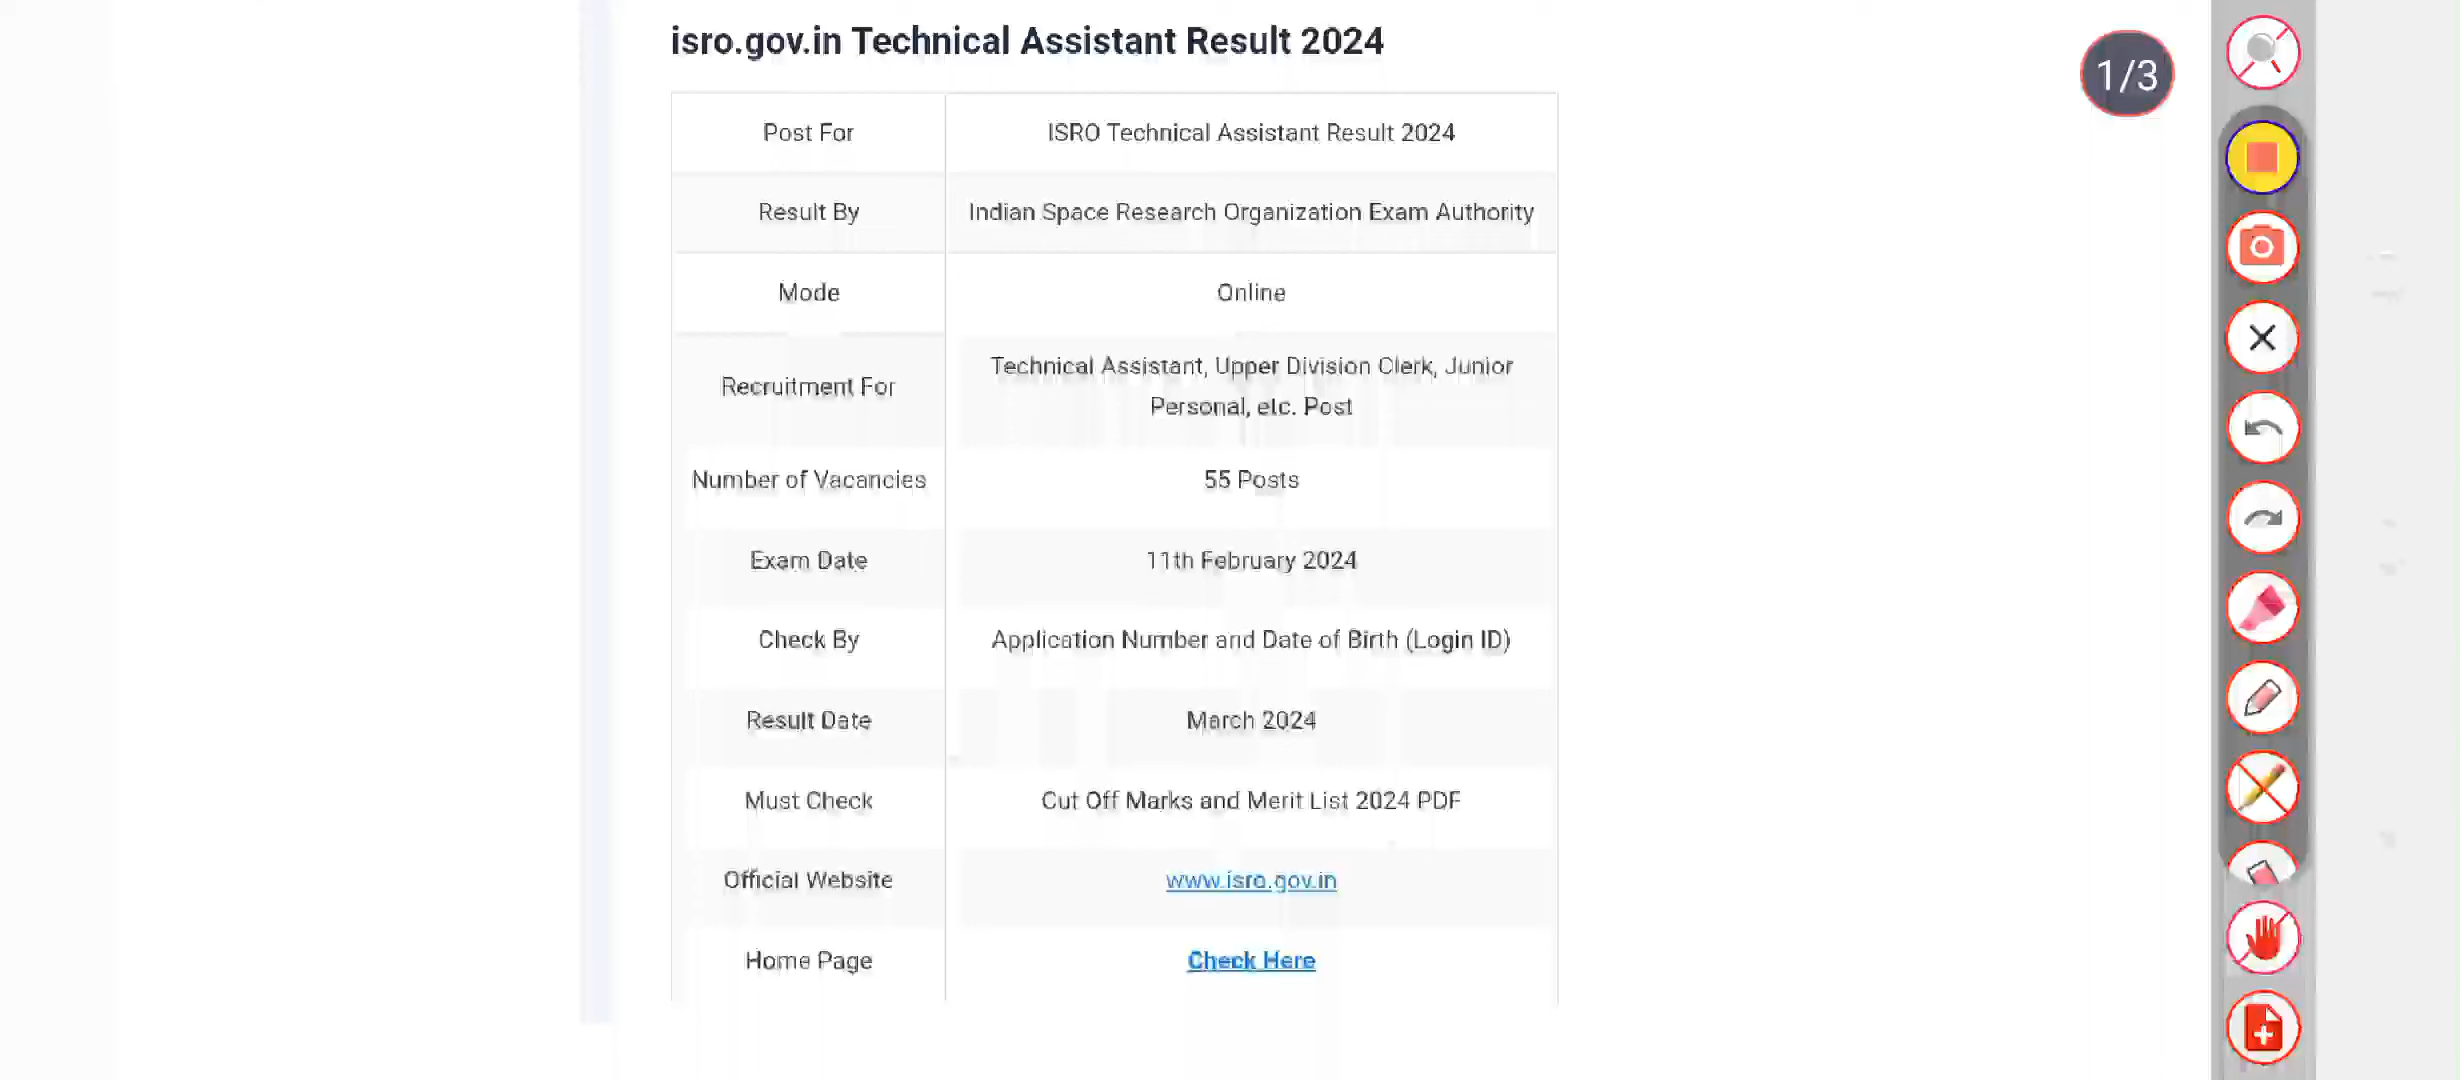 isro.gov.in Technical Assistant Result 2024
1/3
Post For
ISRO Technical Assistant Result 2024
Result By
Indian Space Research Organization Exam Authority
Mode
Online
Recruitment For
Technical Assistant, Upper Division Clerk, Junior
Personal, etc. Post
Number of Vacancies
55 Posts
Exam Date
11th February 2024
Check By
Application Number and Date of Birth (Login ID)
Result Date
March 2024
Must Check
Cut Off Marks and Merit List 2024 PDF
Official Website
www.isro.gov.in
Home Page
Check Here